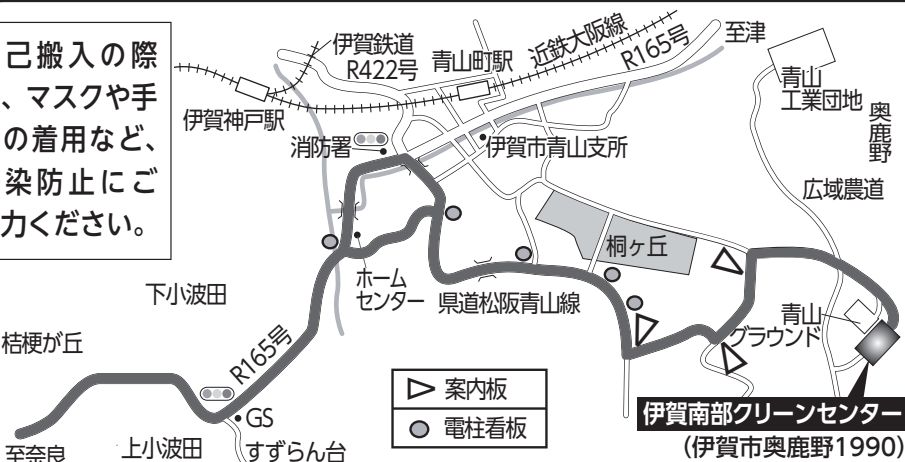 己搬入の際
、マスクや手
の着用など、
染防止にご
力ください。
伊賀鉄道
R422号
青山町駅
近鉄大阪線
R165号
至津
青山
工業団地
奥鹿野
伊賀神戸駅
消防署
伊賀市青山支所
広域農道
桐ヶ丘
ホーム
センター
県道松阪青山線
下小波田
桔梗が丘
R165号
青山
グラウンド
GS
案内板
電柱看板
伊賀南部クリーンセンター
(伊賀市奥鹿野1990)
至奈良
上小波田
すずらん台